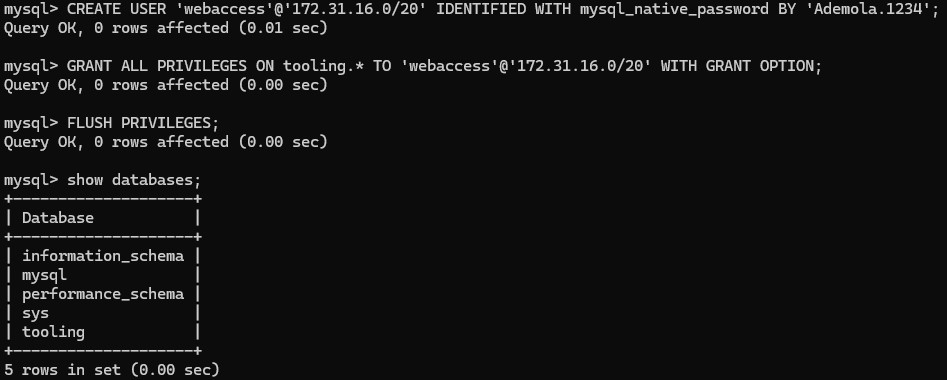 mysql> CREATE USER 'webaccess'@'172.31.16.0/20' IDENTIFIED WITH mysql_native_password BY 'Ademola.1234';
Query OK, 0 rows affected (0.01 sec)

mysql> GRANT ALL PRIVILEGES ON tooling.* TO 'webaccess'@'172.31.16.0/20' WITH GRANT OPTION;
Query OK, 0 rows affected (0.00 sec)

mysql> FLUSH PRIVILEGES;
Query OK, 0 rows affected (0.00 sec)

mysql> show databases;
+--------------------+
| Database           |
+--------------------+
| information_schema |
| mysql              |
| performance_schema |
| sys                |
| tooling            |
+--------------------+
5 rows in set (0.00 sec)